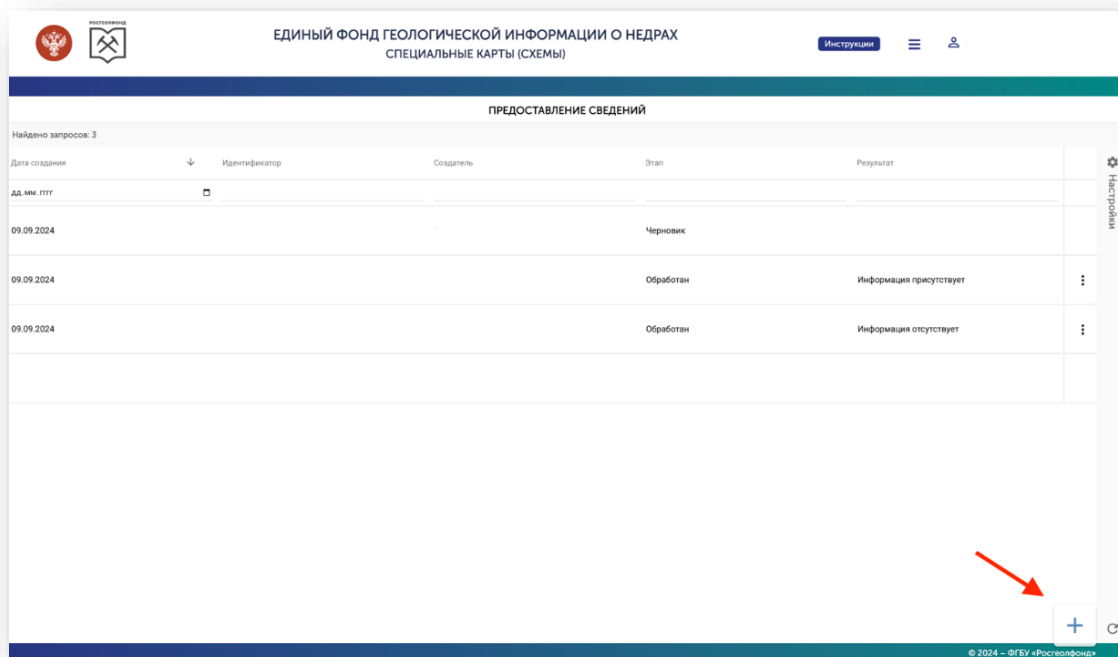 РОСГЕОЛФОНД
ЕДИНЫЙ ФОНД ГЕОЛОГИЧЕСКОЙ ИНФОРМАЦИИ О НЕДРАХ
СПЕЦИАЛЬНЫЕ КАРТЫ (СХЕМЫ)
Инструкции
ПРЕДОСТАВЛЕНИЕ СВЕДЕНИЙ
Найдено запросов: 3
Дата создания Идентификатор Создатель Этап Результат
Настройки
дд.мм.гггг
09.09.2024 Черновик
09.09.2024 Обработан Информация присутствует
09.09.2024 Обработан Информация отсутствует
© 2024 – ФГБУ «Росгеолфонд»